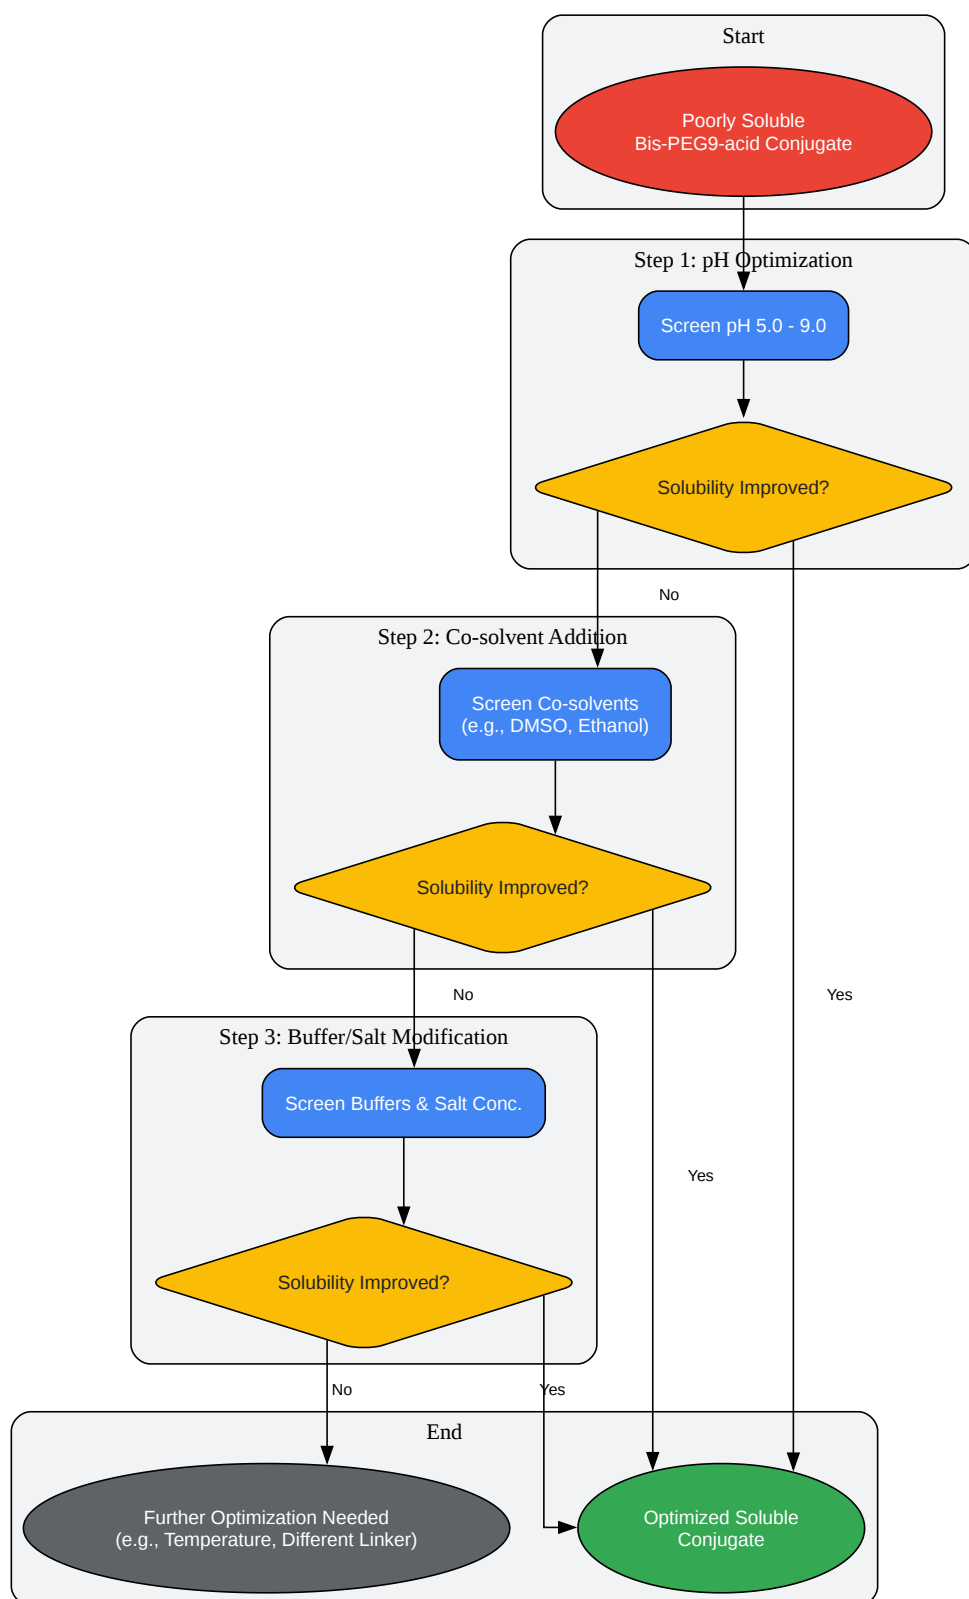 Start
Poorly Soluble
Bis-PEG9-acid Conjugate
Step 1: pH Optimization
Screen pH 5.0 - 9.0
Solubility Improved?
No
Step 2: Co-solvent Addition
Screen Co-solvents
(e.g., DMSO, Ethanol)
Solubility Improved?
No
Yes
Step 3: Buffer/Salt Modification
Screen Buffers & Salt Conc.
Yes
Solubility Improved?
No
Yes
End
Further Optimization Needed
(e.g., Temperature, Different Linker)
Optimized Soluble
Conjugate